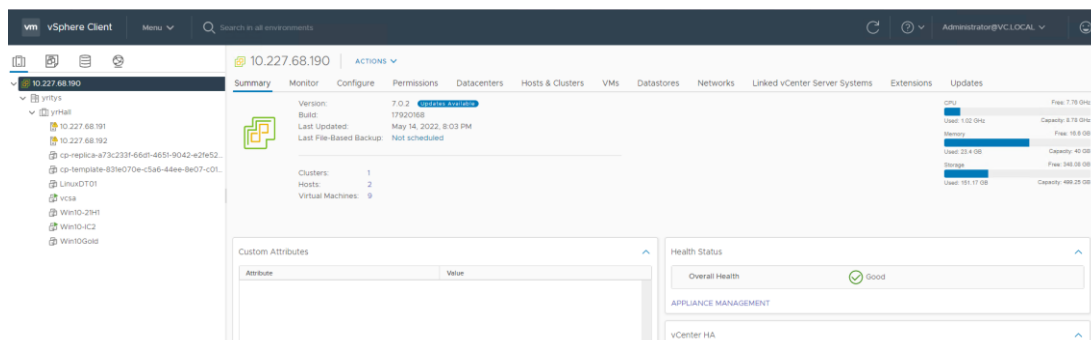 vm vSphere Client Menu Search in all environments Administrator@VC.LOCAL
10.227.68.190 ACTIONS
Summary Monitor Configure Permissions Datacenters Hosts & Clusters VMs Datastores Networks Linked vCenter Server Systems Extensions Updates
10.227.68.190
yritys
yrHall
10.227.68.191
10.227.68.192
cp-replica-a73c233f-66d1-4651-9042-e2fe52...
cp-template-831e070e-c5a6-44ee-8e07-c01...
LinuxDT01
vcsa
Win10-21H1
Win10-IC2
Win10Gold
Version: 7.0.2 Updates Available
Build: 17920168
Last Updated: May 14, 2022, 8:03 PM
Last File-Based Backup: Not scheduled
Clusters: 1
Hosts: 2
Virtual Machines: 9
CPU Free: 7.76 GHz
Used: 1.02 GHz Capacity: 8.78 GHz
Memory Free: 16.6 GB
Used: 23.4 GB Capacity: 40 GB
Storage Free: 348.08 GB
Used: 151.17 GB Capacity: 499.25 GB
Custom Attributes
Attribute Value
Health Status
Overall Health Good
APPLIANCE MANAGEMENT
vCenter HA